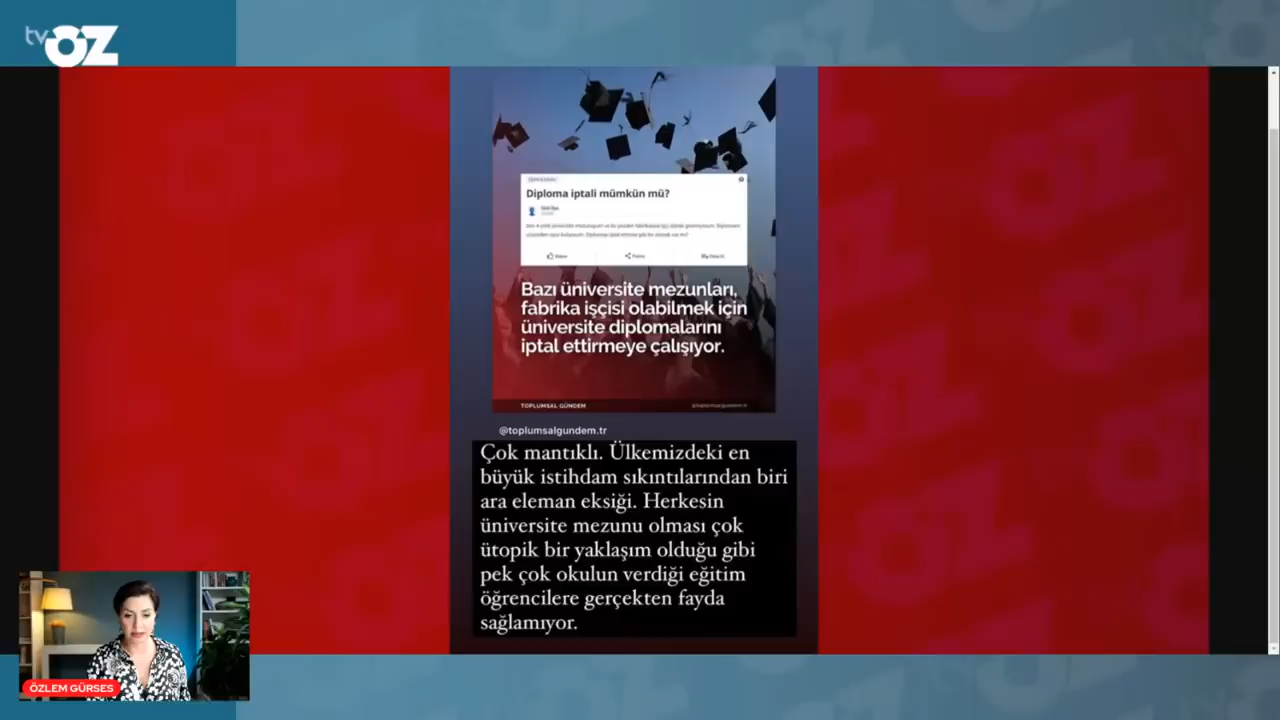 tv ÖZ
Diploma iptali mümkün mü?
Bazı üniversite mezunları,
fabrika işçisi olabilmek için
üniversite diplomalarını
iptal ettirmeye çalışıyor.
TOPLUMSAL GÜNDEM
@toplumsalgundem.tr
@toplumsalgundem.tr
Çok mantıklı. Ülkemizdeki en
büyük istihdam sıkıntılarından biri
ara eleman eksiği. Herkesin
üniversite mezunu olması çok
ütopik bir yaklaşım olduğu gibi
pek çok okulun verdiği eğitim
öğrencilere gerçekten fayda
sağlamıyor.
ÖZLEM GÜRSES